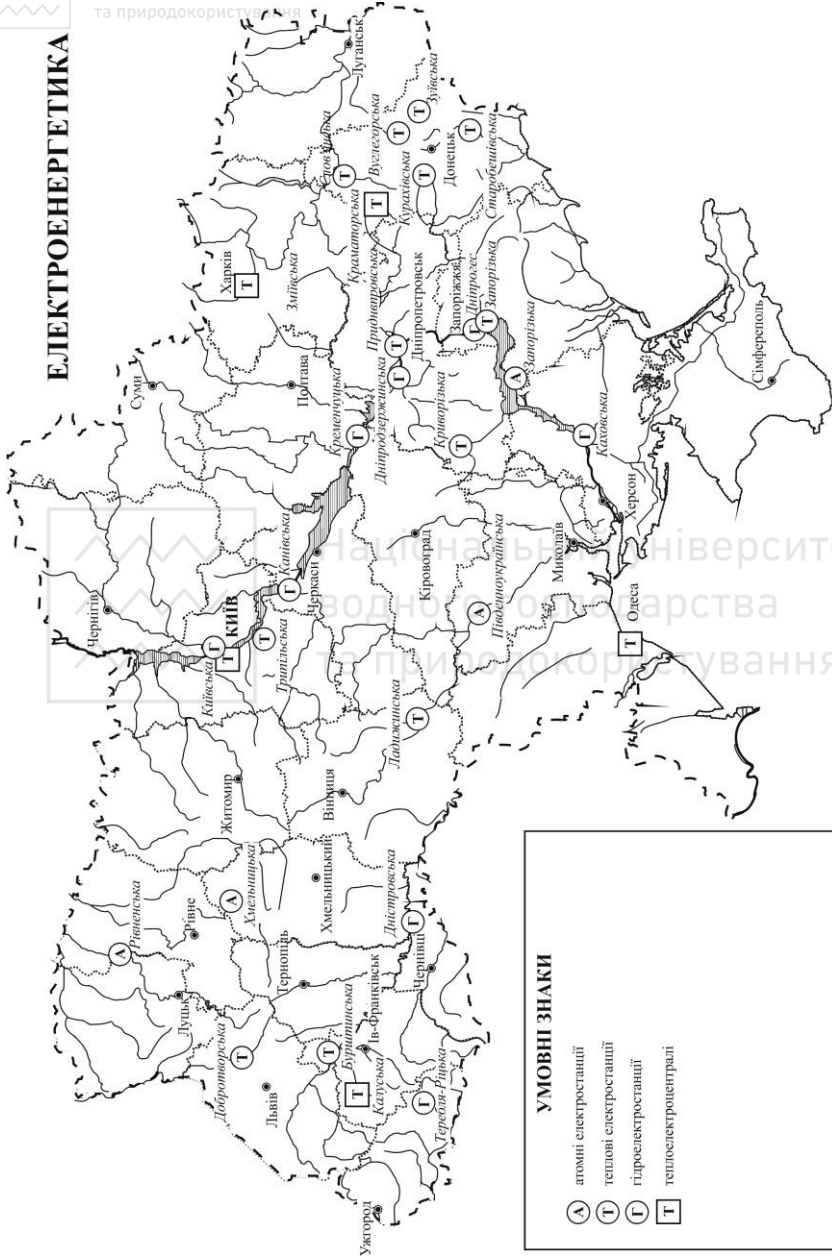 та природокористування
ЕЛЕКТРОЕНЕРГЕТИКА
Чернігів
Суми
Харків
Т
Зміївська
Полтава
Луганськ
Рівненська
А
Луцьк
Рівне
Хмельницька
А
Житомир
Київська
Г
Т
КИЇВ
Трипільська
Т
Канівська
Г
Черкаси
Кременчуцька
Г
Добротворська
Т
Львів
Тернопіль
Хмельницький
Вінниця
Ладижинська
Т
Кіровоград
Дніпродзержинська
Г
Придніпровська
Т
Дніпропетровськ
Краматорська
Т
Т
Вуглегорська
Т
Зуївська
Т
Курахівська
Т
Донецьк
Старобешівська
Т
Бурштинська
Т
Калуська
Т
Ів-Франківськ
Теребля-Ріцька
Г
Ужгород
Дністровська
Г
Чернівці
Криворізька
Т
Запоріжжя
Дніпрогес
Г
Запорізька
Т
Запорізька
А
Південноукраїнська
А
Миколаїв
Херсон
Каховська
Г
Одеса
Т
Сімферополь
Національний університет
водного господарства
та природокористування
УМОВНІ ЗНАКИ
А атомні електростанції
Т теплові електростанції
Г гідроелектростанції
Т теплоелектроцентралі